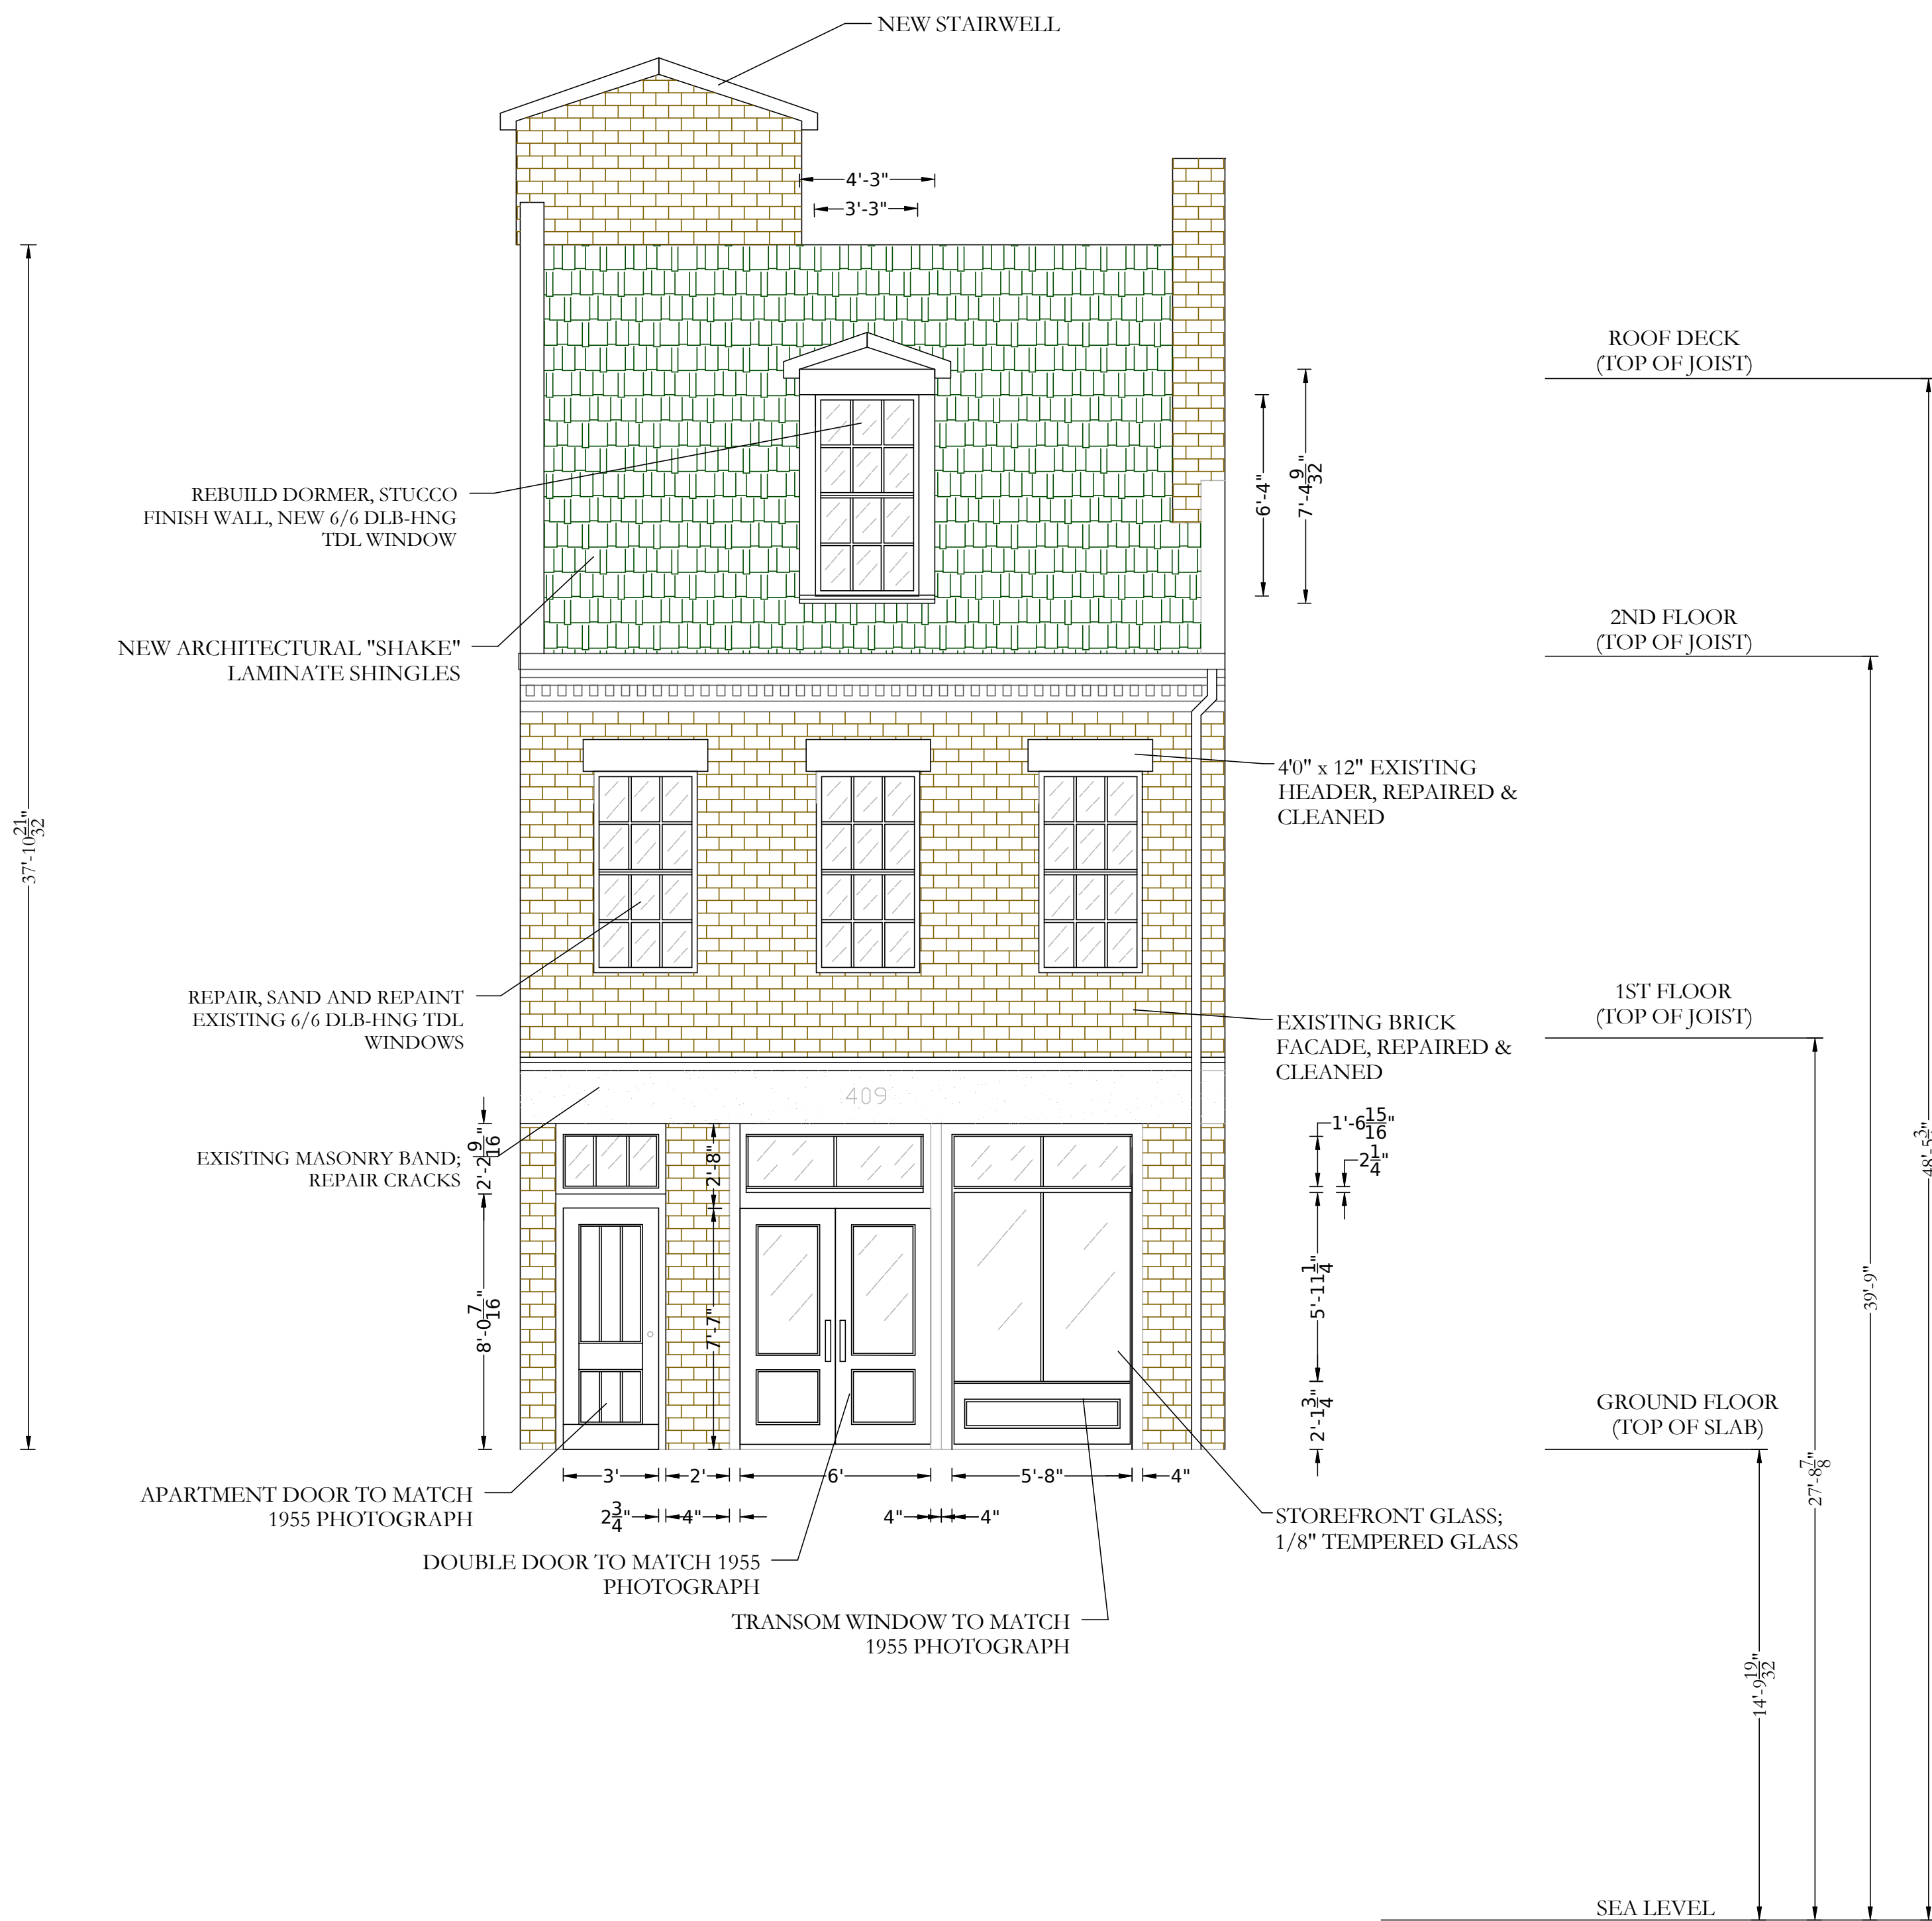 NEW STAIRWELL
4'-3"
3'-3"
ROOF DECK
(TOP OF JOIST)
REBUILD DORMER, STUCCO
FINISH WALL, NEW 6/6 DLB-HNG
TDL WINDOW
6'-4"
7'-4 9/32"
NEW ARCHITECTURAL "SHAKE"
LAMINATE SHINGLES
2ND FLOOR
(TOP OF JOIST)
4'0" x 12" EXISTING
HEADER, REPAIRED &
CLEANED
37'-10 21/32"
REPAIR, SAND AND REPAINT
EXISTING 6/6 DLB-HNG TDL
WINDOWS
EXISTING BRICK
FACADE, REPAIRED &
CLEANED
1ST FLOOR
(TOP OF JOIST)
409
EXISTING MASONRY BAND;
REPAIR CRACKS
2'-2 9/16"
2'-8"
1'-6 15/16"
2 1/4"
48'-5 3/"
8'-0 7/16"
7'-7"
5'-11 1/4"
39'-9"
2'-1 3/4"
GROUND FLOOR
(TOP OF SLAB)
3'
2'
6'
5'-8"
4"
27'-8 7/8"
APARTMENT DOOR TO MATCH
1955 PHOTOGRAPH
2 3/4"
4"
4"
4"
STOREFRONT GLASS;
1/8" TEMPERED GLASS
DOUBLE DOOR TO MATCH 1955
PHOTOGRAPH
TRANSOM WINDOW TO MATCH
1955 PHOTOGRAPH
14'-9 19/32"
SEA LEVEL